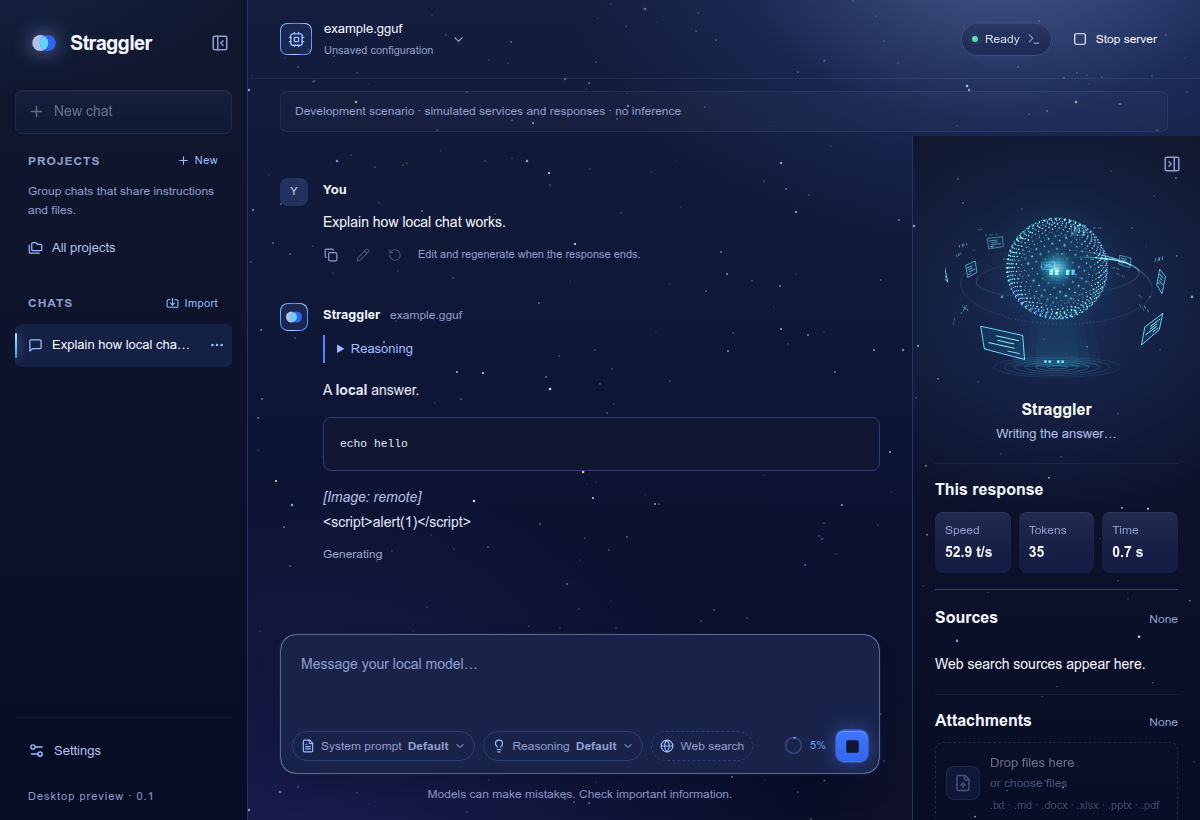 Straggler
New chat
PROJECTS
New
Group chats that share instructions
and files.
All projects
CHATS
Import
Explain how local cha…
Settings
Desktop preview · 0.1
example.gguf
Unsaved configuration
Ready
Stop server
Development scenario · simulated services and responses · no inference
Y
You
Explain how local chat works.
Edit and regenerate when the response ends.
Straggler example.gguf
Reasoning
A local answer.
echo hello
[Image: remote]
<script>alert(1)</script>
Generating
Message your local model…
System prompt Default
Reasoning Default
Web search
5%
Models can make mistakes. Check important information.
Straggler
Writing the answer…
This response
Speed
52.9 t/s
Tokens
35
Time
0.7 s
Sources
None
Web search sources appear here.
Attachments
None
Drop files here
or choose files
.txt · .md · .docx · .xlsx · .pptx · .pdf